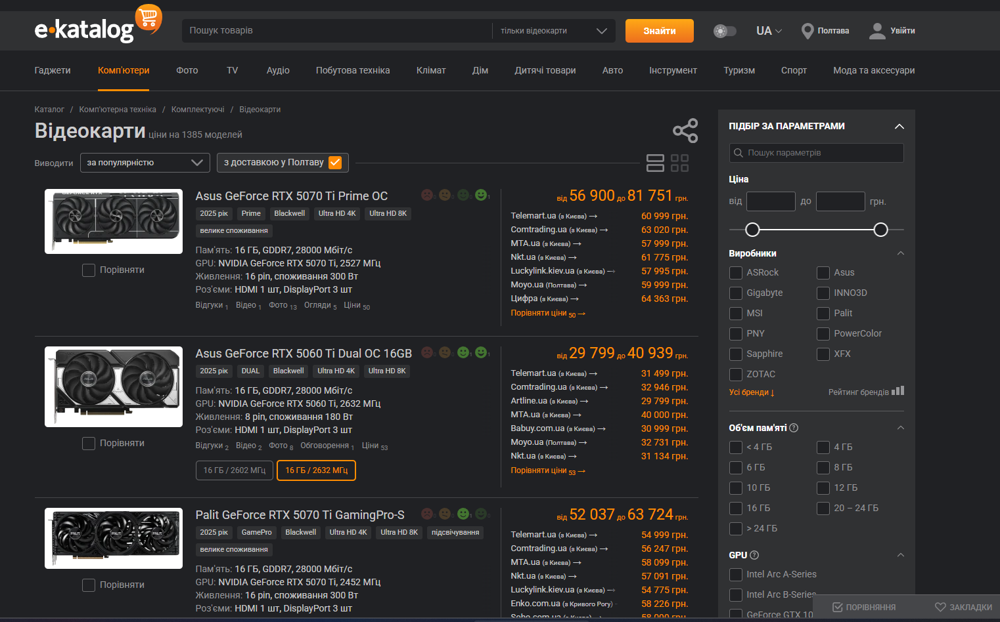 e•katalog
Пошук товарів
тільки відеокарти
Знайти
UA
Полтава
Увійти
Гаджети Комп'ютери Фото TV Аудіо Побутова техніка Клімат Дім Дитячі товари Авто Інструмент Туризм Спорт Мода та аксесуари
Каталог / Комп'ютерна техніка / Комплектуючі / Відеокарти
Відеокарти ціни на 1385 моделей
Виводити за популярністю з доставкою у Полтаву
Asus GeForce RTX 5070 Ti Prime OC
2025 рік Prime Blackwell Ultra HD 4K Ultra HD 8K
велике споживання
Пам'ять: 16 ГБ, GDDR7, 28000 Мбіт/с
GPU: NVIDIA GeForce RTX 5070 Ti, 2527 МГц
Живлення: 16 pin, споживання 300 Вт
Роз'єми: HDMI 1 шт, DisplayPort 3 шт
Відгуки 1 Відео 1 Фото 13 Огляди 5 Ціни 50
Порівняти
від 56 900 до 81 751 грн.
Telemart.ua (з Києва) → 60 999 грн.
Comtrading.ua (з Києва) → 63 020 грн.
MTA.ua (з Києва) → 57 999 грн.
Nkt.ua (з Києва) → 61 775 грн.
Luckylink.kiev.ua (з Києва) → 57 995 грн.
Moyo.ua (Полтава) → 59 999 грн.
Цифра (з Києва) → 64 363 грн.
Порівняти ціни 50 →
Asus GeForce RTX 5060 Ti Dual OC 16GB
2025 рік DUAL Blackwell Ultra HD 4K Ultra HD 8K
Пам'ять: 16 ГБ, GDDR7, 28000 Мбіт/с
GPU: NVIDIA GeForce RTX 5060 Ti, 2632 МГц
Живлення: 8 pin, споживання 180 Вт
Роз'єми: HDMI 1 шт, DisplayPort 3 шт
Відгуки 2 Відео 2 Фото 8 Обговорення 1 Ціни 53
16 ГБ / 2602 МГц 16 ГБ / 2632 МГц
Порівняти
від 29 799 до 40 939 грн.
Telemart.ua (з Києва) → 31 499 грн.
Comtrading.ua (з Києва) → 32 946 грн.
Artline.ua (з Києва) → 29 799 грн.
MTA.ua (з Києва) → 40 000 грн.
Babuy.com.ua (з Києва) → 30 999 грн.
Moyo.ua (Полтава) → 32 731 грн.
Nkt.ua (з Києва) → 31 134 грн.
Порівняти ціни 53 →
Palit GeForce RTX 5070 Ti GamingPro-S
2025 рік GamePro Blackwell Ultra HD 4K Ultra HD 8K підсвічування
велике споживання
Пам'ять: 16 ГБ, GDDR7, 28000 Мбіт/с
GPU: NVIDIA GeForce RTX 5070 Ti, 2452 МГц
Живлення: 16 pin, споживання 300 Вт
Роз'єми: HDMI 1 шт, DisplayPort 3 шт
PALIT PALIT PALIT
Порівняти
від 52 037 до 63 724 грн.
Telemart.ua (з Києва) → 54 999 грн.
Comtrading.ua (з Києва) → 56 247 грн.
MTA.ua (з Києва) → 58 099 грн.
Nkt.ua (з Києва) → 57 091 грн.
Luckylink.kiev.ua (з Києва) → 54 775 грн.
Enko.com.ua (з Кривого Рогу) 58 226 грн.
ПІДБІР ЗА ПАРАМЕТРАМИ
Пошук параметрів
Ціна
від до грн.
Виробники
ASRock Asus
Gigabyte INNO3D
MSI Palit
PNY PowerColor
Sapphire XFX
ZOTAC
Усі бренди ↓ Рейтинг брендів
Об'єм пам'яті ?
< 4 ГБ 4 ГБ
6 ГБ 8 ГБ
10 ГБ 12 ГБ
16 ГБ 20 – 24 ГБ
> 24 ГБ
GPU ?
Intel Arc A-Series
Intel Arc B-Series
GeForce GTX 10
ПОРІВНЯННЯ ЗАКЛАДКИ